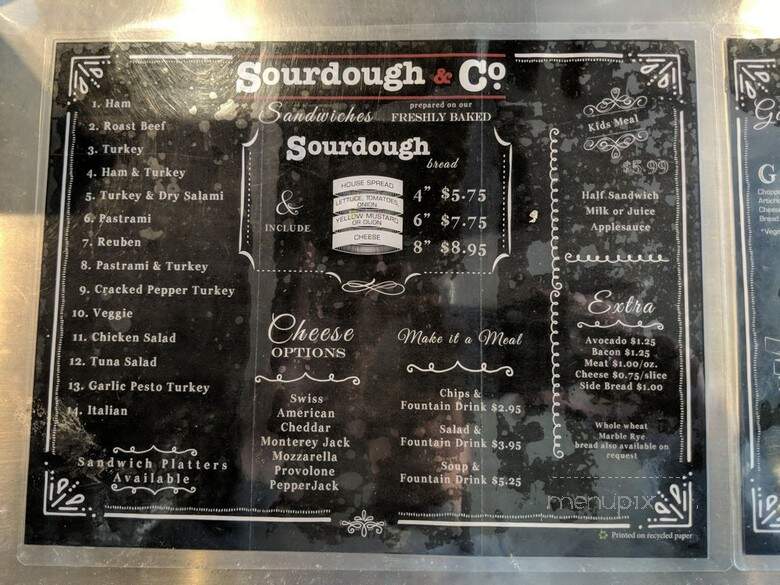 Sourdough & Co.
Sandwiches prepared on our FRESHLY BAKED
Sourdough
bread
1. Ham
2. Roast Beef
3. Turkey
4. Ham & Turkey
5. Turkey & Dry Salami
6. Pastrami
7. Reuben
8. Pastrami & Turkey
9. Cracked Pepper Turkey
10. Veggie
11. Chicken Salad
12. Tuna Salad
13. Garlic Pesto Turkey
14. Italian
Sandwich Platters
Available
&
INCLUDE
HOUSE SPREAD
LETTUCE, TOMATOES,
ONION
YELLOW MUSTARD
OR DIJON
CHEESE
4" $5.75
6" $7.75
8" $8.95
Cheese
OPTIONS
Swiss
American
Cheddar
Monterey Jack
Mozzarella
Provolone
PepperJack
Make it a Meal
Chips &
Fountain Drink $2.95
Salad &
Fountain Drink $3.95
Soup &
Fountain Drink $5.25
Kids Meal
$5.99
Half Sandwich
Milk or Juice
Applesauce
Extra
Avocado $1.25
Bacon $1.25
Meat $1.00/oz.
Cheese $0.75/slice
Side Bread $1.00
Whole wheat
Marble Rye
bread also available on
request
menupix
Printed on recycled paper